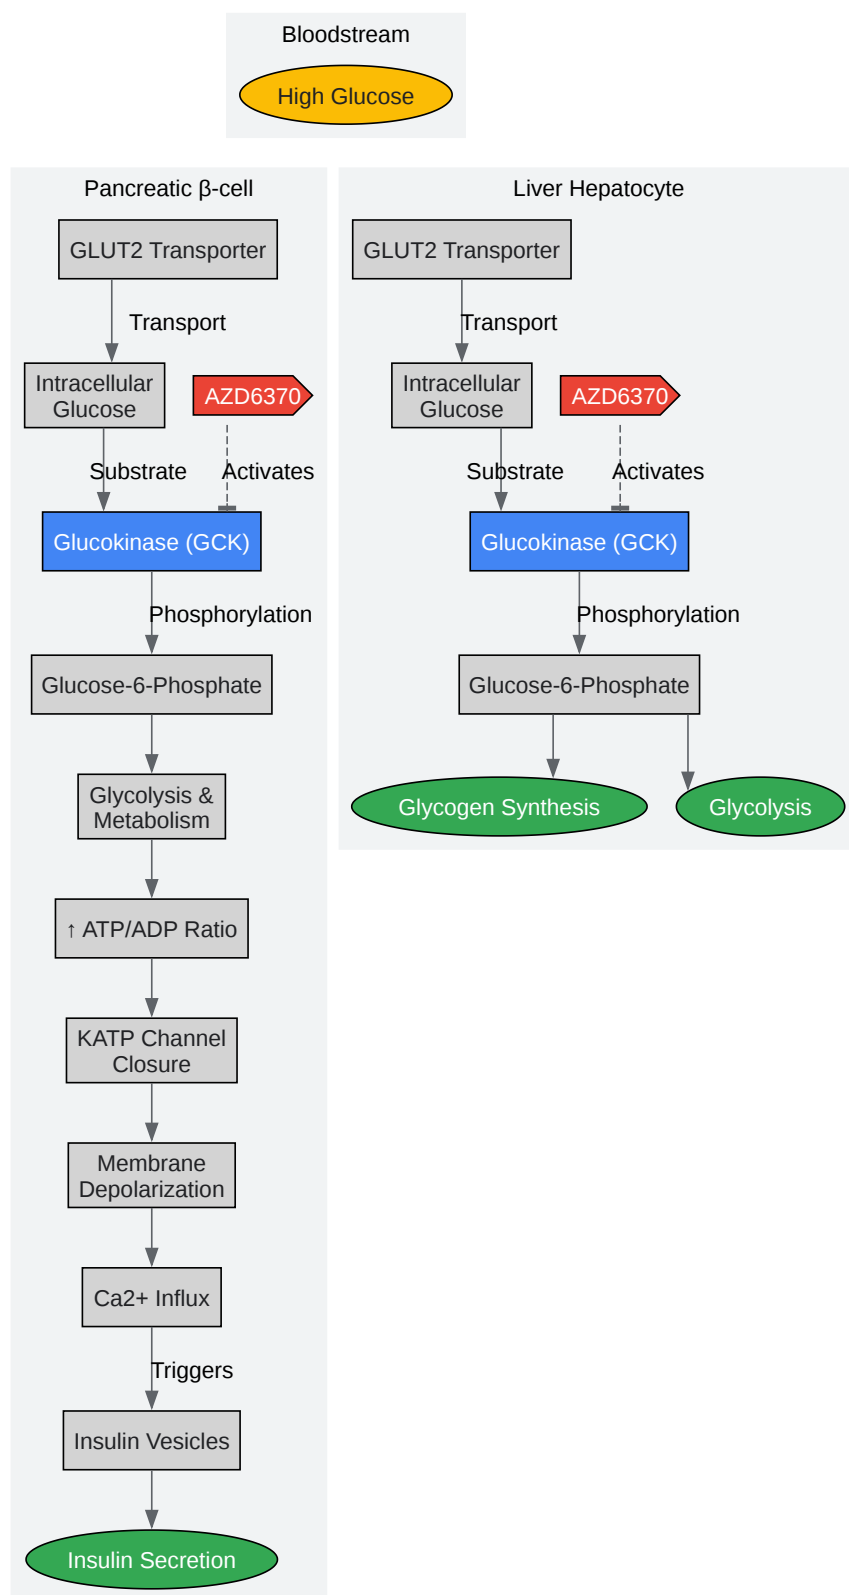 Bloodstream
High Glucose
Pancreatic β-cell
GLUT2 Transporter
Transport
Intracellular
Glucose
AZD6370
Substrate
Activates
Glucokinase (GCK)
Phosphorylation
Glucose-6-Phosphate
Glycolysis &
Metabolism
↑ ATP/ADP Ratio
KATP Channel
Closure
Membrane
Depolarization
Ca2+ Influx
Triggers
Insulin Vesicles
Insulin Secretion
Liver Hepatocyte
GLUT2 Transporter
Transport
Intracellular
Glucose
AZD6370
Substrate
Activates
Glucokinase (GCK)
Phosphorylation
Glucose-6-Phosphate
Glycogen Synthesis
Glycolysis